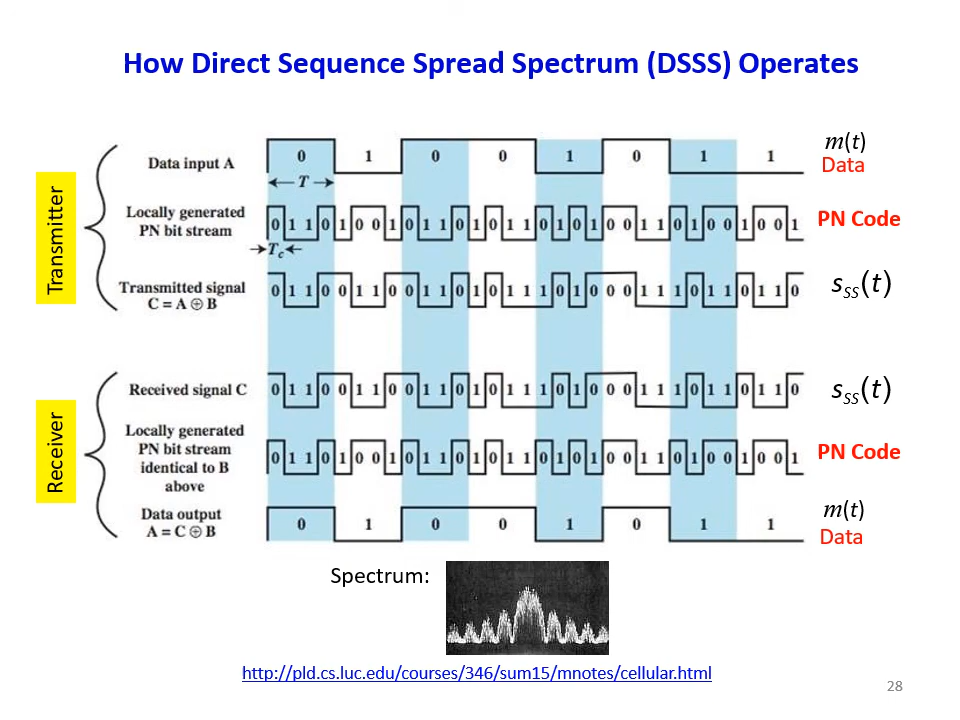 How Direct Sequence Spread Spectrum (DSSS) Operates
Transmitter
Data input A
0 1 0 0 1 0 1 1
m(t)
Data
T
Locally generated
PN bit stream
0 1 1 0 1 0 0 1 0 1 1 0 1 0 1 1 0 1 0 1 0 0 1 1 0 1 0 0 1 0 0 1
PN Code
Tc
Transmitted signal
C = A ⊕ B
0 1 1 0 0 1 1 0 0 1 1 0 1 0 1 1 1 0 1 0 0 0 1 1 1 0 1 1 0 1 1 0
sSS(t)
Receiver
Received signal C
0 1 1 0 0 1 1 0 0 1 1 0 1 0 1 1 1 0 1 0 0 0 1 1 1 0 1 1 0 1 1 0
sSS(t)
Locally generated
PN bit stream
identical to B
above
0 1 1 0 1 0 0 1 0 1 1 0 1 0 1 1 0 1 0 1 0 0 1 1 0 1 0 0 1 0 0 1
PN Code
Data output
A = C ⊕ B
0 1 0 0 1 0 1 1
m(t)
Data
Spectrum:
http://pld.cs.luc.edu/courses/346/sum15/mnotes/cellular.html
28